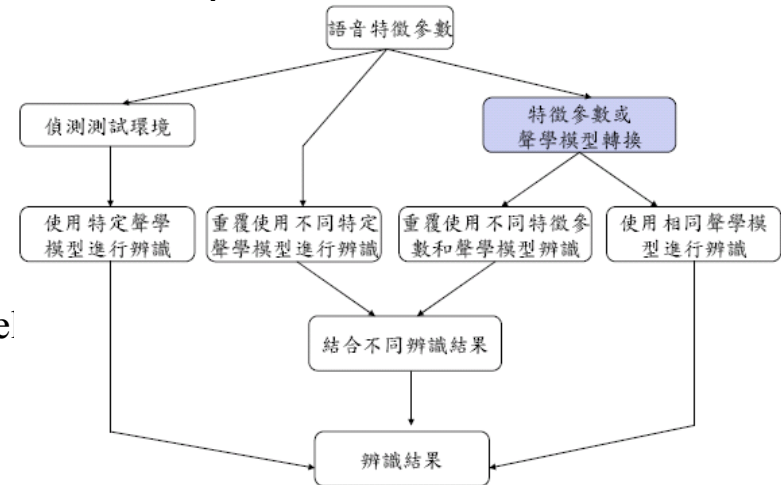 語音特徵參數
偵測測試環境
特徵參數或
聲學模型轉換
使用特定聲學
模型進行辨識
重覆使用不同特定
聲學模型進行辨識
重覆使用不同特徵參
數和聲學模型辨識
使用相同聲學模
型進行辨識
結合不同辨識結果
辨識結果